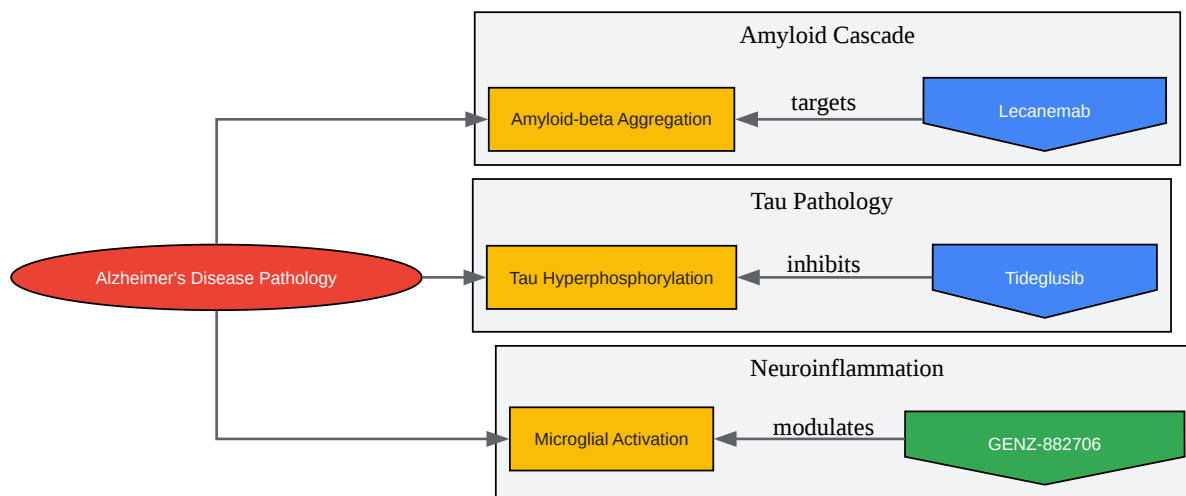 Amyloid Cascade
Amyloid-beta Aggregation
targets
Lecanemab
Tau Pathology
Alzheimer's Disease Pathology
Tau Hyperphosphorylation
inhibits
Tideglusib
Neuroinflammation
Microglial Activation
modulates
GENZ-882706